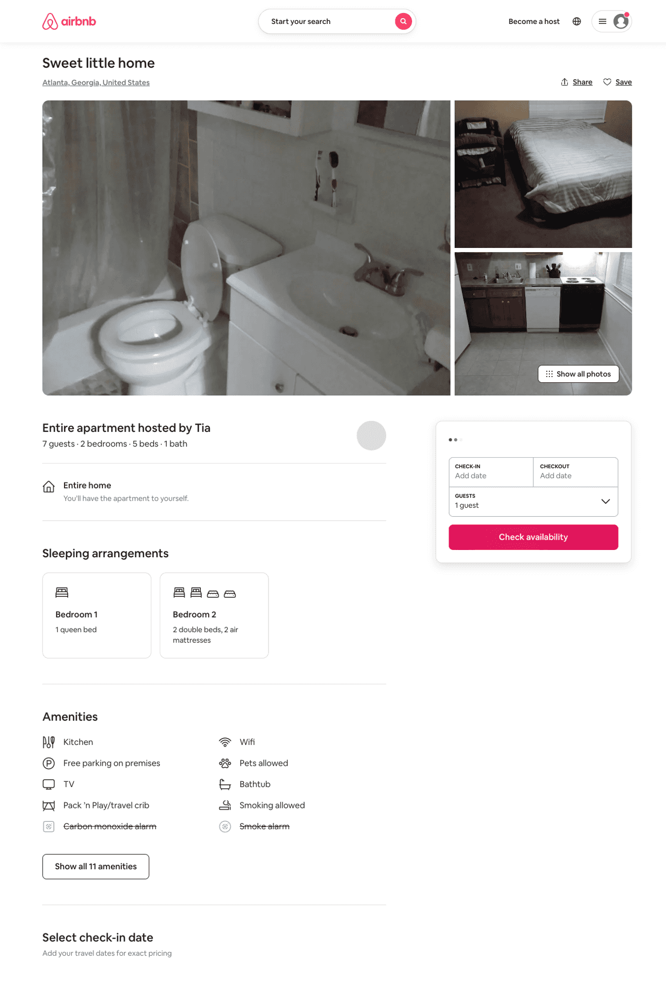 airbnb
Start your search
Become a host
Sweet little home
Atlanta, Georgia, United States
Share
Save
Show all photos
Entire apartment hosted by Tia
7 guests · 2 bedrooms · 5 beds · 1 bath
Entire home
You'll have the apartment to yourself.
CHECK-IN
Add date
CHECKOUT
Add date
GUESTS
1 guest
Check availability
Sleeping arrangements
Bedroom 1
1 queen bed
Bedroom 2
2 double beds, 2 air
mattresses
Amenities
Kitchen
Wifi
Free parking on premises
Pets allowed
TV
Bathtub
Pack ’n Play/travel crib
Smoking allowed
Carbon monoxide alarm
Smoke alarm
Show all 11 amenities
Select check-in date
Add your travel dates for exact pricing